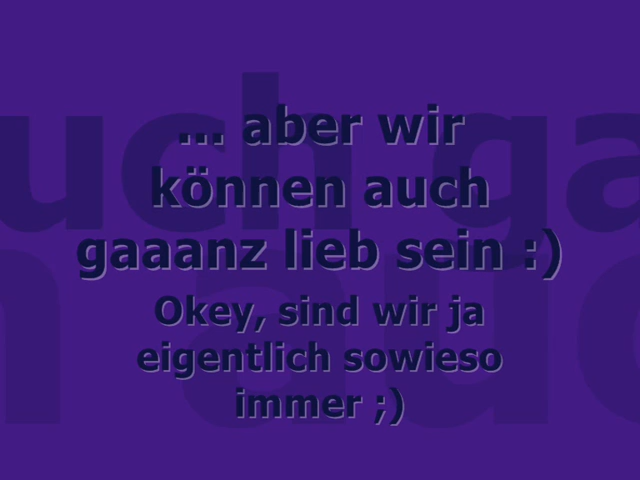 ... aber wir
können auch
gaaanz lieb sein :)
Okey, sind wir ja
eigentlich sowieso
immer ;)